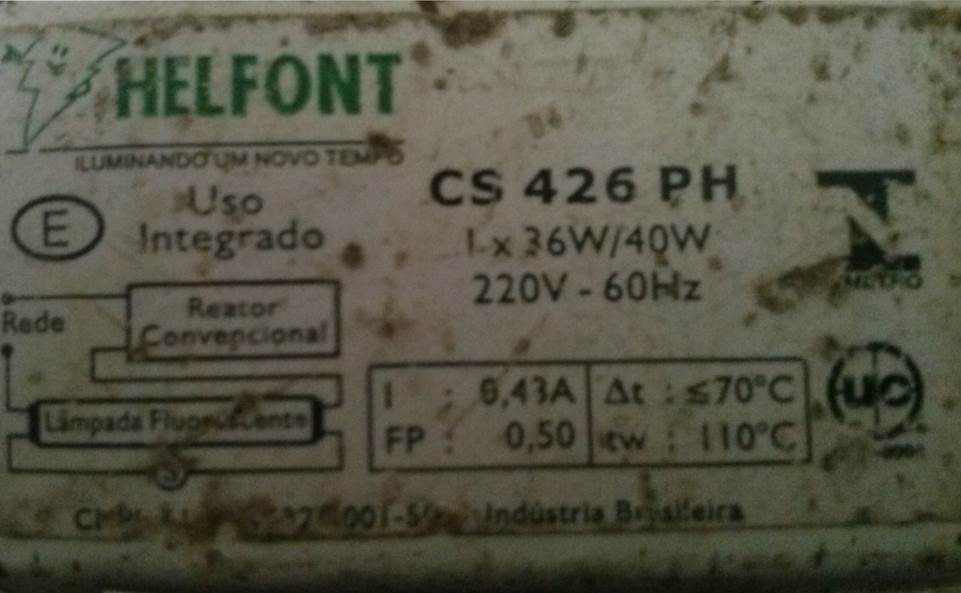 HELFONT
ILUMINANDO UM NOVO TEMPO
E
Uso
Integrado
CS 426 PH
1 x 36W/40W
220V - 60Hz
Rede
Reator
Convencional
Lâmpada Fluorescente
S
I : 0,43A
FP : 0,50
Δt : ≤70°C
tw : 110°C
UC
Indústria Brasileira